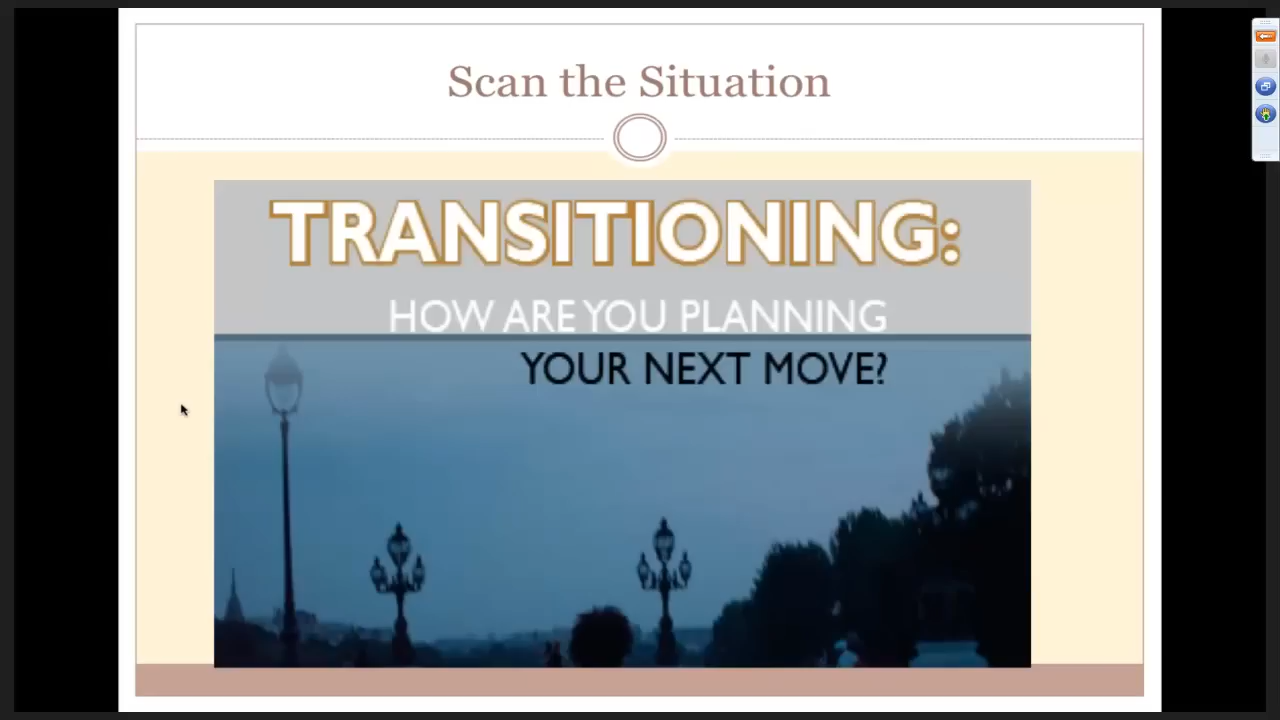 Scan the Situation
TRANSITIONING:
HOW ARE YOU PLANNING
YOUR NEXT MOVE?